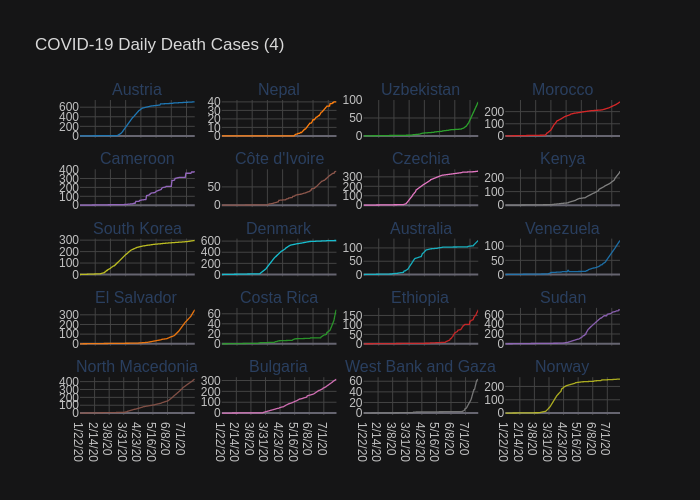 COVID-19 Daily Death Cases (4)
Austria Nepal Uzbekistan Morocco
600 400 200 0
40 30 20 10 0
100 50 0
200 100 0
Cameroon Côte d'Ivoire Czechia Kenya
400 300 200 100 0
50 0
300 200 100 0
200 100 0
South Korea Denmark Australia Venezuela
300 200 100 0
600 400 200 0
100 50 0
100 50 0
El Salvador Costa Rica Ethiopia Sudan
300 200 100 0
60 40 20 0
150 100 50 0
600 400 200 0
North Macedonia Bulgaria West Bank and Gaza Norway
400 300 200 100 0
300 200 100 0
60 40 20 0
200 100 0
1/22/20 2/14/20 3/8/20 3/31/20 4/23/20 5/16/20 6/8/20 7/1/20
1/22/20 2/14/20 3/8/20 3/31/20 4/23/20 5/16/20 6/8/20 7/1/20
1/22/20 2/14/20 3/8/20 3/31/20 4/23/20 5/16/20 6/8/20 7/1/20
1/22/20 2/14/20 3/8/20 3/31/20 4/23/20 5/16/20 6/8/20 7/1/20